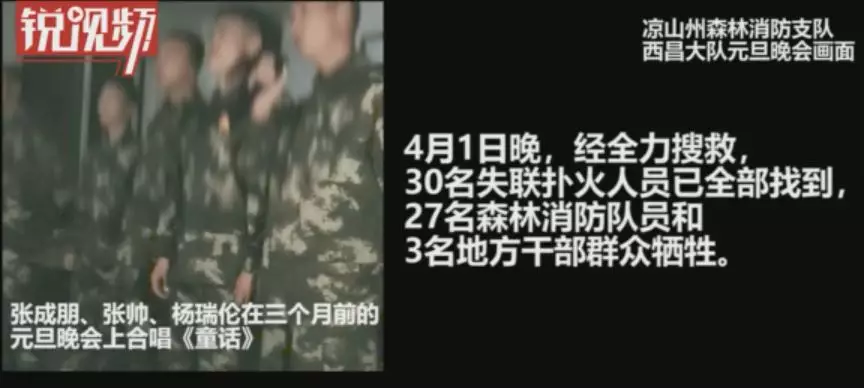 锐视频
凉山州森林消防支队
西昌大队元旦晚会画面
4月1日晚，经全力搜救，
30名失联扑火人员已全部找到，
27名森林消防队员和
3名地方干部群众牺牲。
张成朋、张帅、杨瑞伦在三个月前的
元旦晚会上合唱《童话》